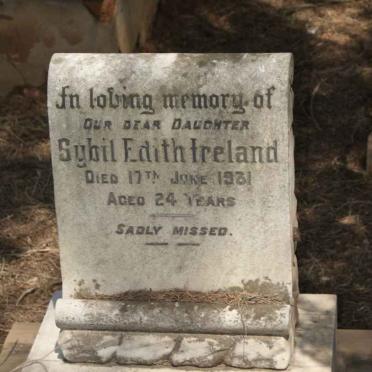 In loving memory of
OUR DEAR DAUGHTER
Sybil Edith Ireland
DIED 17TH JUNE 1931
AGED 24 YEARS
SADLY MISSED.